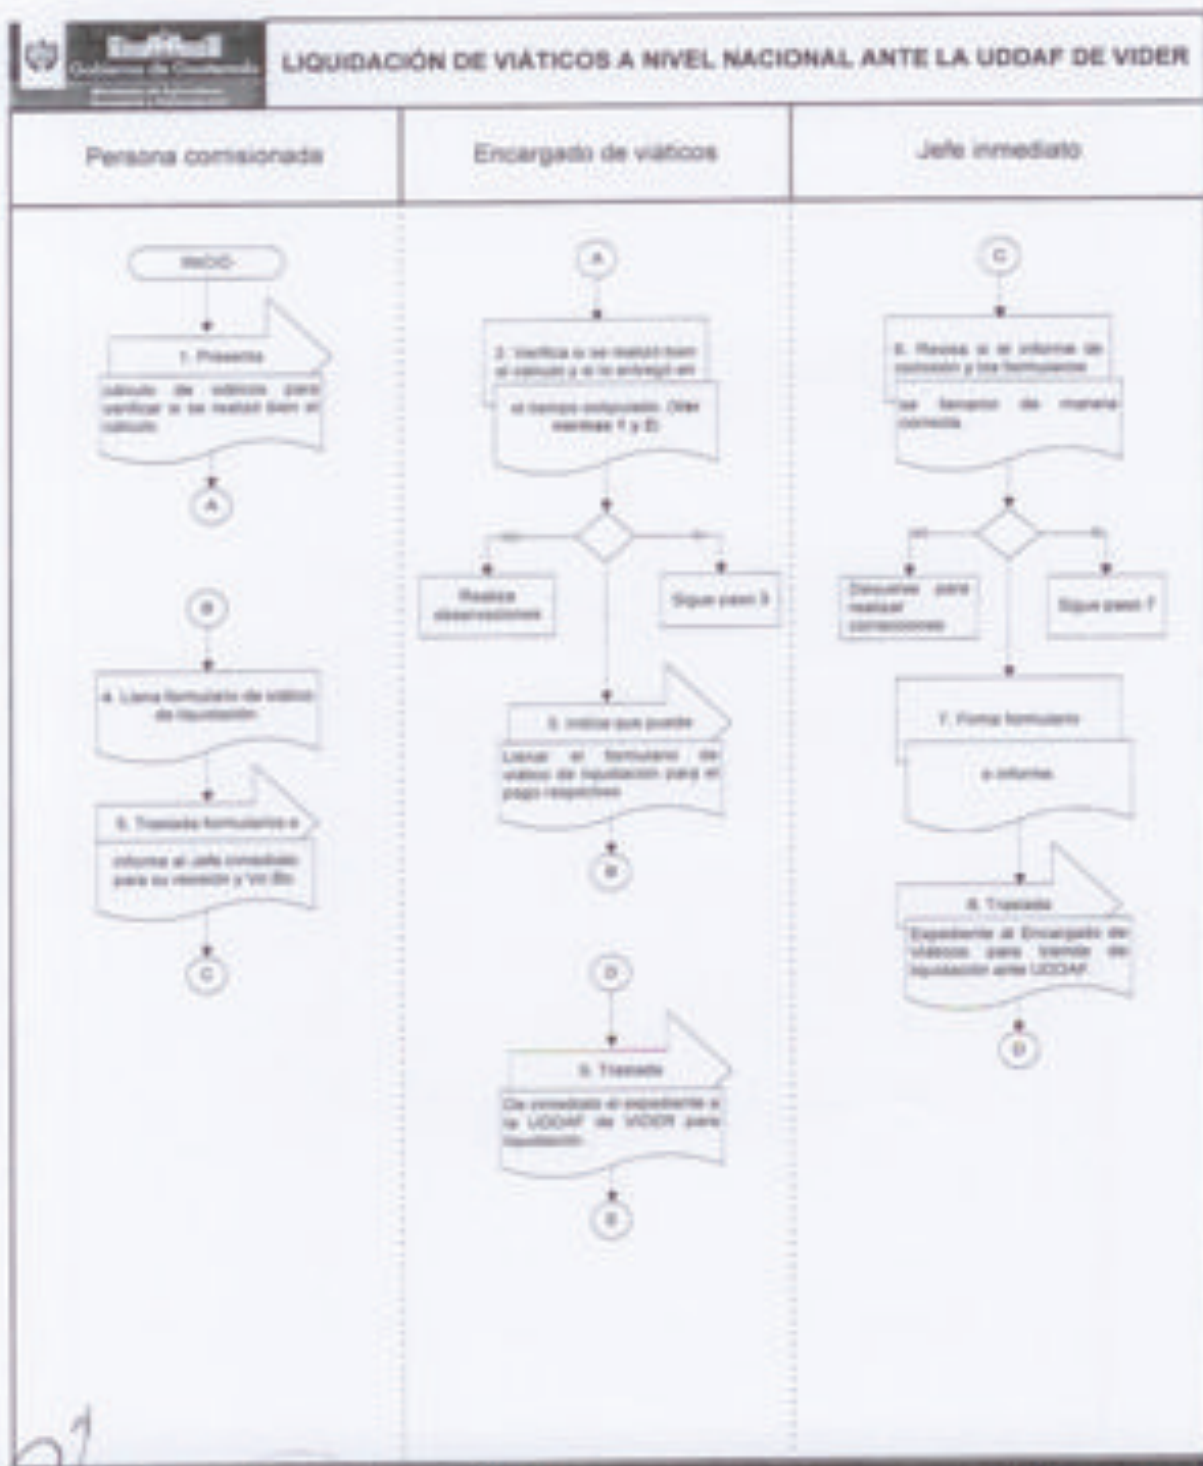 Gobierno de Guatemala
LIQUIDACIÓN DE VIÁTICOS A NIVEL NACIONAL ANTE LA UDDAF DE VIDER
Persona comisionada
Encargado de viáticos
Jefe inmediato
INICIO
1. Presenta
cálculo de viáticos para
verificar si se realizó bien el
cálculo
A
B
4. Llena formulario de viático
de liquidación
5. Traslada formularios e
informe al Jefe inmediato
para su revisión y Vo.Bo.
C
A
2. Verifica si se realizó bien
el cálculo y si lo entregó en
el tiempo estipulado. (Ver
normas 1 y 2)
Realiza
observaciones
Sigue paso 3
3. Indica que puede
Llenar el formulario de
viático de liquidación para el
pago respectivo
B
D
9. Traslada
De inmediato el expediente a
la UDDAF de VIDER para
liquidación
E
C
6. Revisa si el informe de
comisión y los formularios
se llenaron de manera
correcta.
Devuelve para
realizar
correcciones
Sigue paso 7
7. Firma formulario
e informe.
8. Traslada
Expediente al Encargado de
Viáticos para trámite de
liquidación ante UDDAF.
D